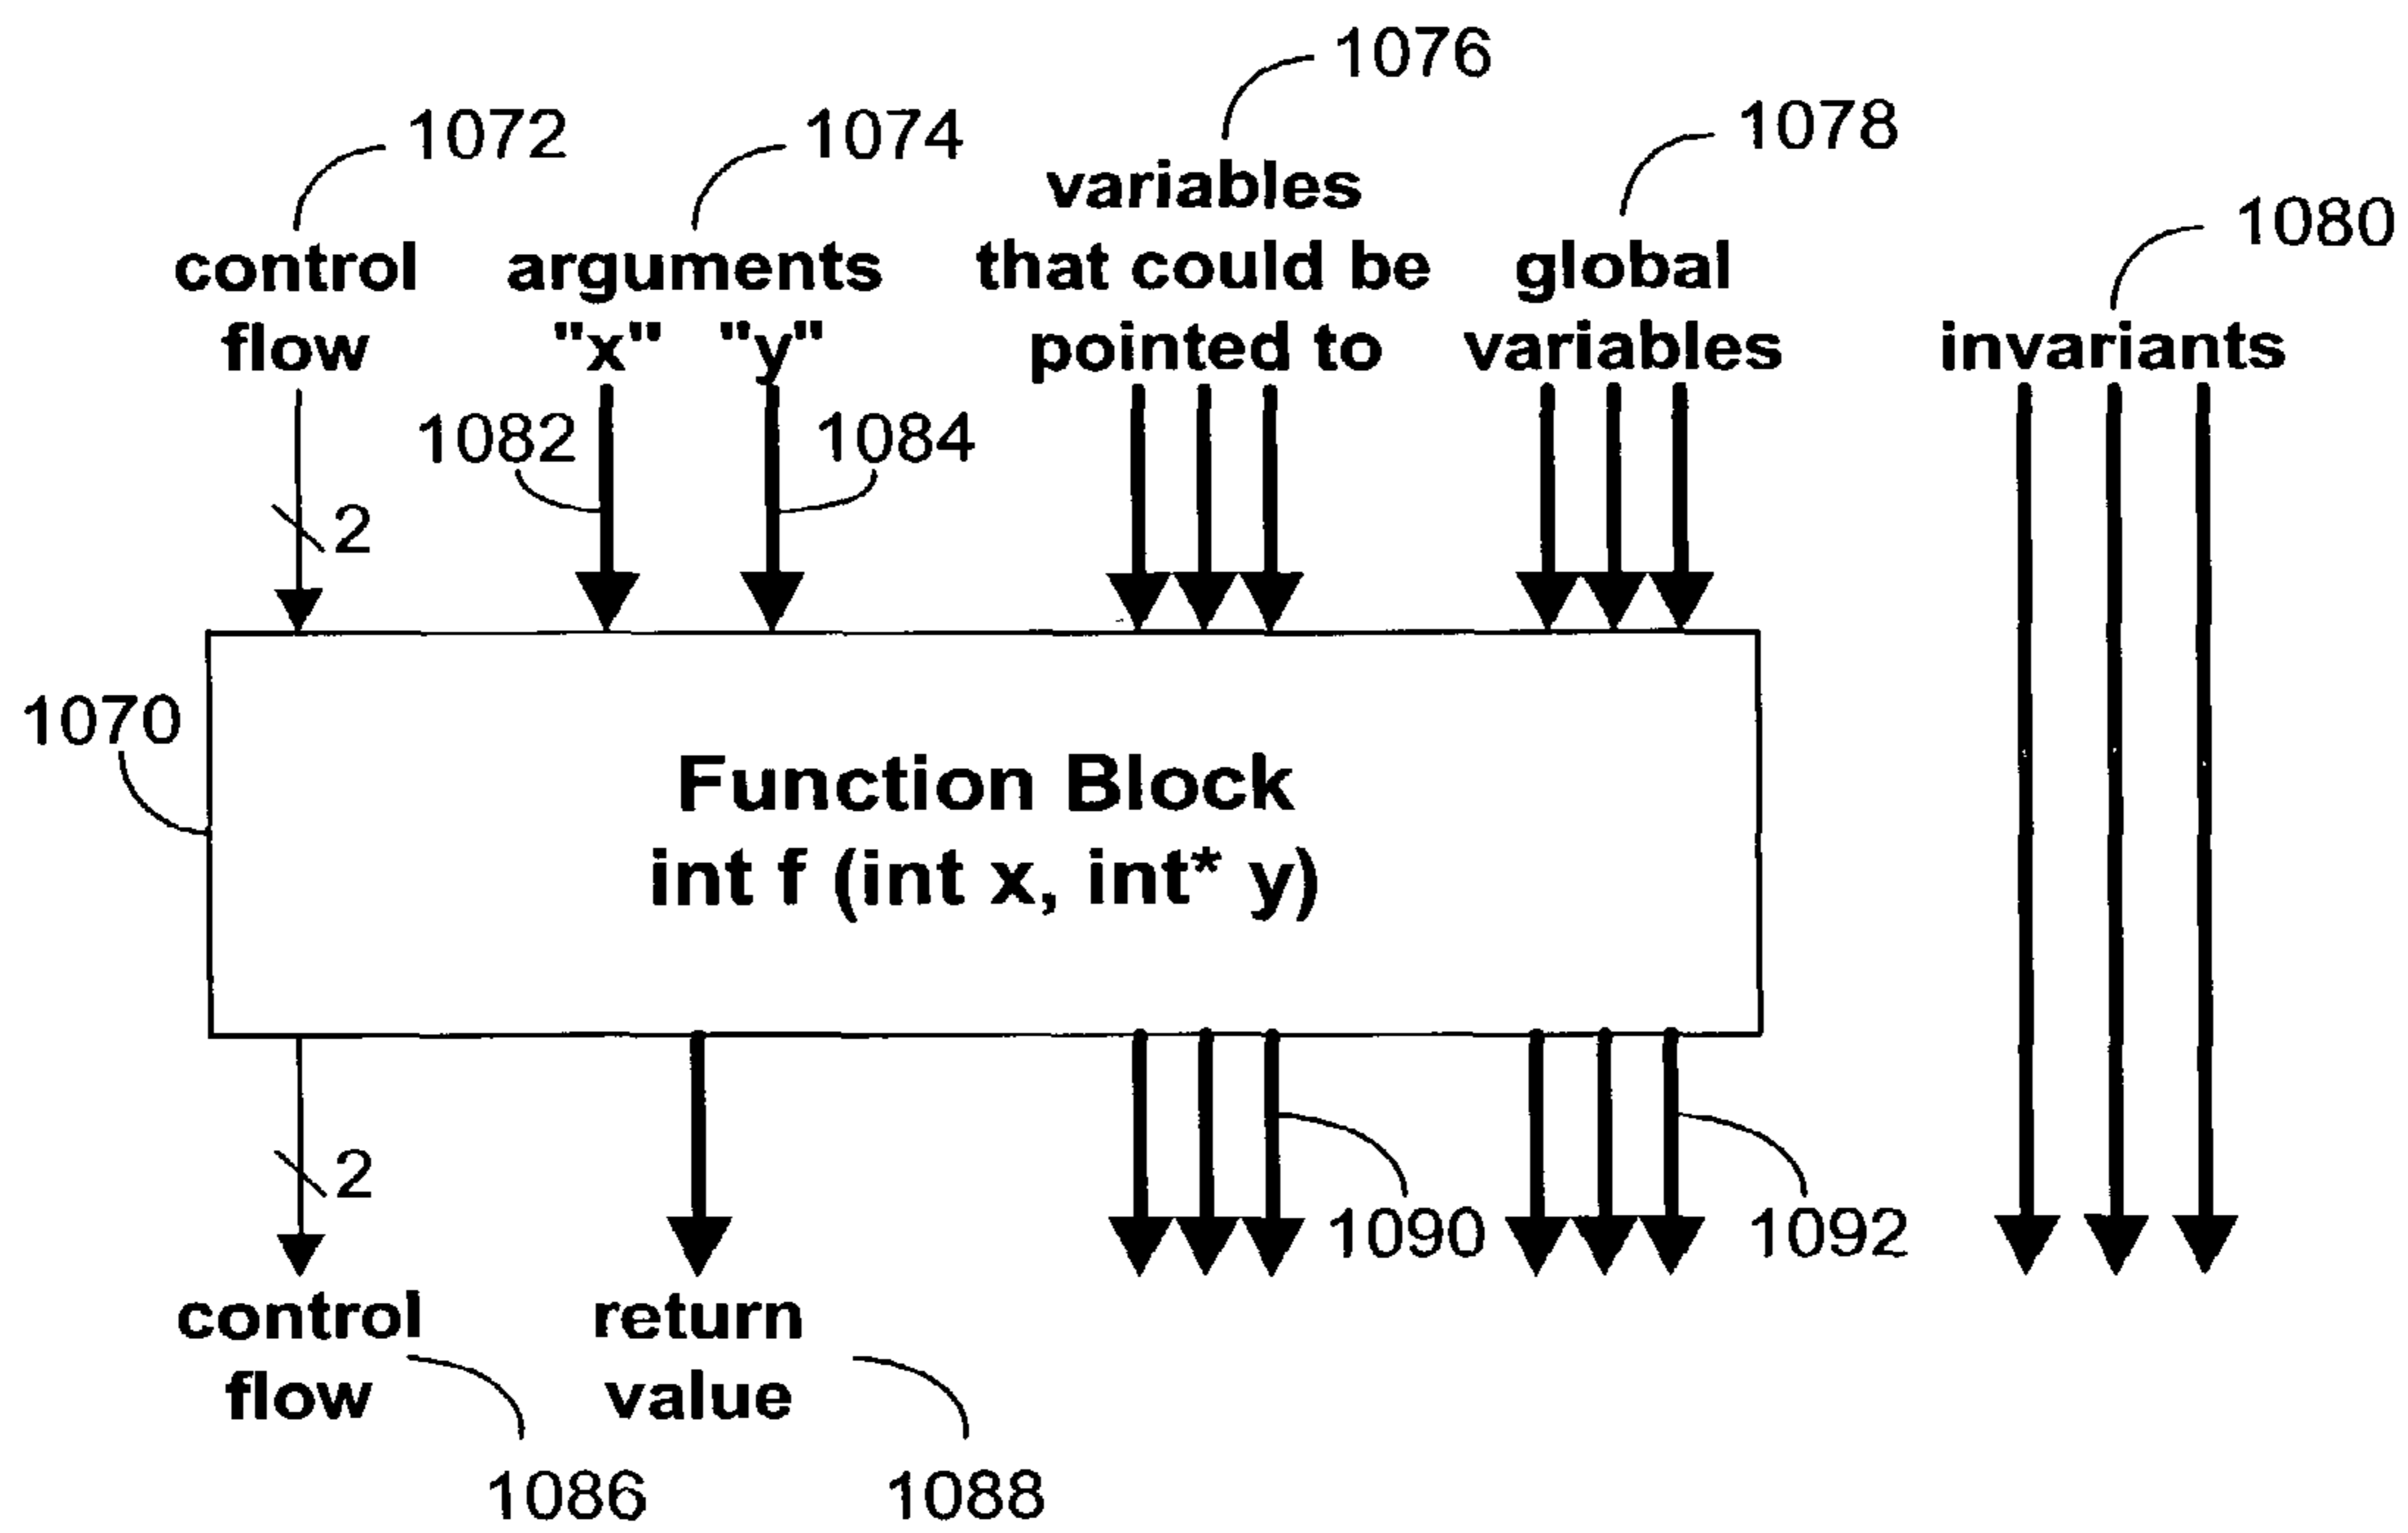 1076
1072
1074
1078
variables
1080
control
arguments
that could be
global
flow
"x" "y"
pointed to
variables
invariants
1082
1084
2
1070
Function Block
int f (int x, int* y)
2
1090
1092
control
return
flow
value
1086
1088